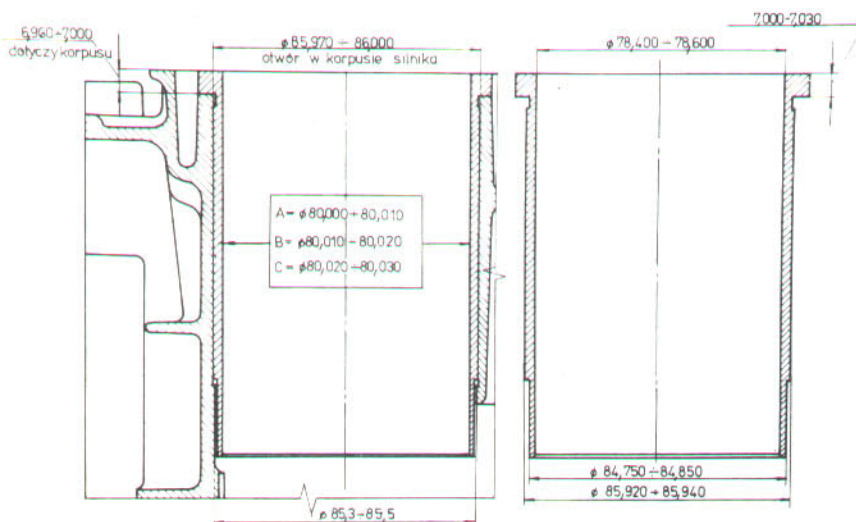 6,960÷7,000
dotyczy korpusu
ø 85,970 ÷ 86,000
otwór w korpusie silnika
7,000-7,030
ø 78,400 ÷ 78,600
A= ø 80,000÷80,010
B= ø80,010÷80,020
C= ø80,020÷80,030
ø 84,750 ÷ 84,850
ø 85,920 ÷ 85,940
ø 85,3÷85,5